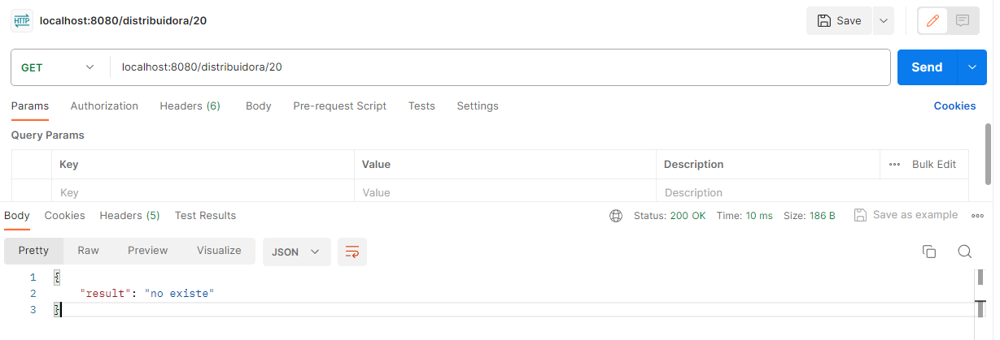 HTTP localhost:8080/distribuidora/20 Save
GET localhost:8080/distribuidora/20 Send
Params Authorization Headers (6) Body Pre-request Script Tests Settings Cookies
Query Params
Key Value Description Bulk Edit
Key Value Description
Body Cookies Headers (5) Test Results Status: 200 OK Time: 10 ms Size: 186 B Save as example
Pretty Raw Preview Visualize JSON
1 {
2 "result": "no existe"
3 }